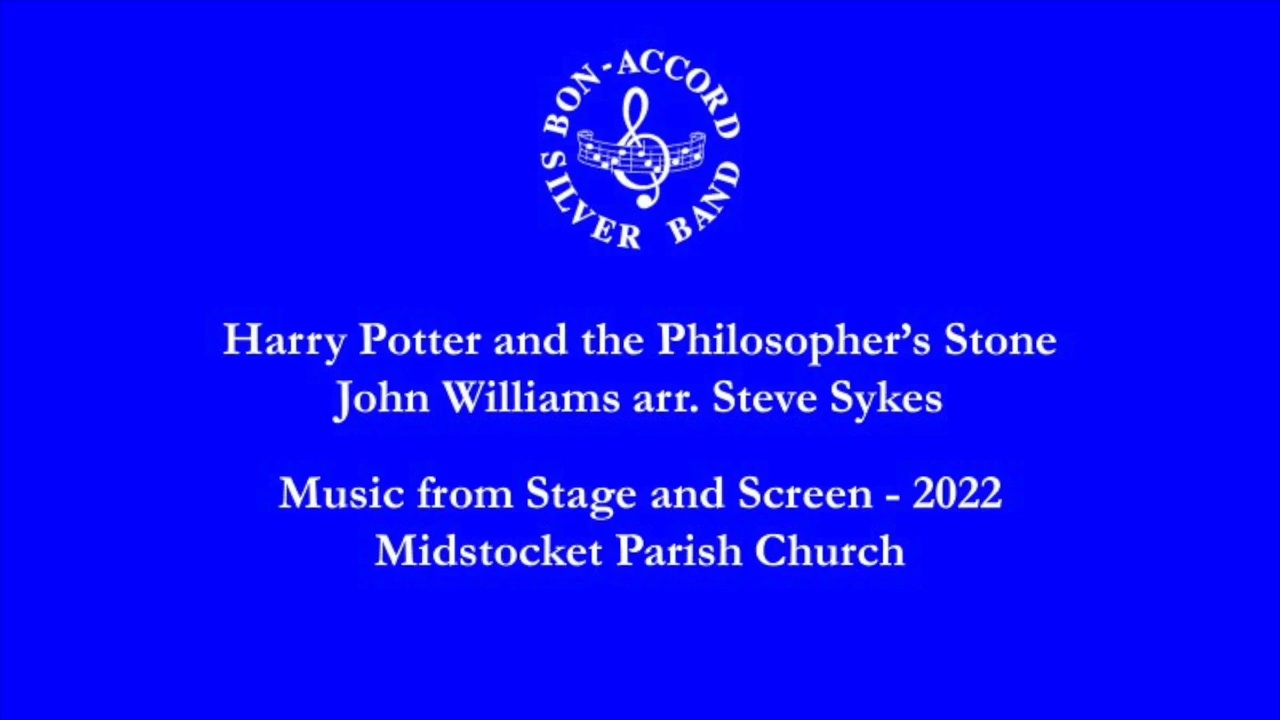 BON-ACCORD
SILVER BAND
Harry Potter and the Philosopher’s Stone
John Williams arr. Steve Sykes
Music from Stage and Screen - 2022
Midstocket Parish Church